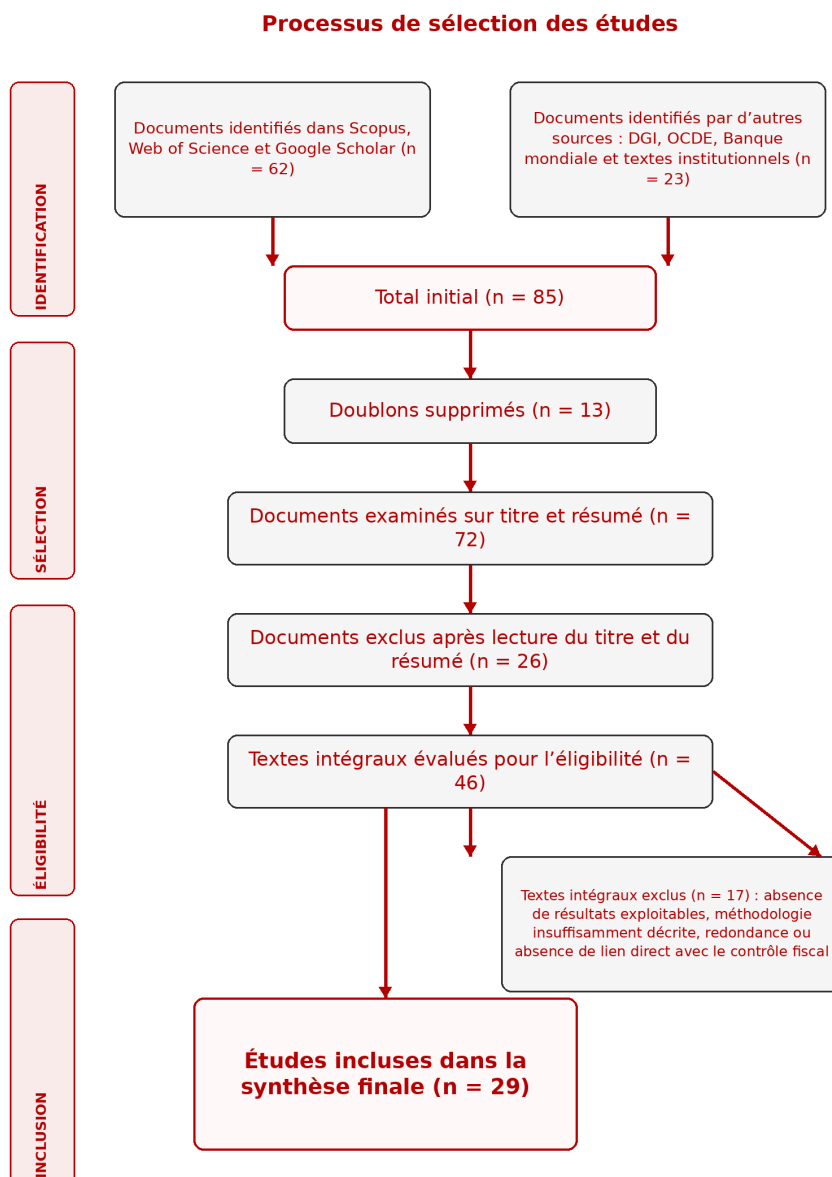 Processus de sélection des études
IDENTIFICATION
Documents identifiés dans Scopus,
Web of Science et Google Scholar (n
= 62)
Documents identifiés par d’autres
sources : DGI, OCDE, Banque
mondiale et textes institutionnels (n
= 23)
Total initial (n = 85)
SÉLECTION
Doublons supprimés (n = 13)
Documents examinés sur titre et résumé (n =
72)
ÉLIGIBILITÉ
Documents exclus après lecture du titre et du
résumé (n = 26)
Textes intégraux évalués pour l’éligibilité (n =
46)
Textes intégraux exclus (n = 17) : absence
de résultats exploitables, méthodologie
insuffisamment décrite, redondance ou
absence de lien direct avec le contrôle fiscal
INCLUSION
Études incluses dans la
synthèse finale (n = 29)